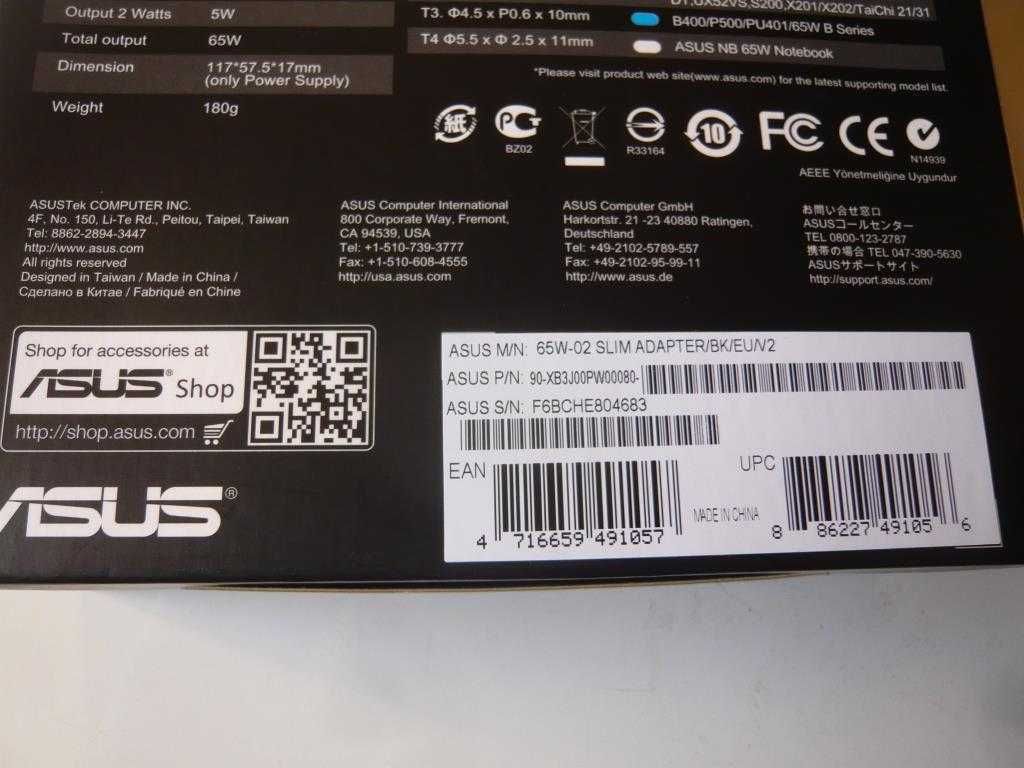 Output 2 Watts 5W
Total output 65W
Dimension 117*57.5*17mm
(only Power Supply)
Weight 180g
S200,X201/X202/TaiChi 21/31
T3. Φ4.5 x P0.6 x 10mm B400/P500/PU401/65W B Series
T4 Φ5.5 x Φ 2.5 x 11mm ASUS NB 65W Notebook
*Please visit product web site(www.asus.com) for the latest supporting model list.
紙
PC
BZ02
R33164
10
FC
CE
N14939
AEEE Yönetmeliğine Uygundur
ASUSTek COMPUTER INC.
4F, No. 150, Li-Te Rd., Peitou, Taipei, Taiwan
Tel: 8862-2894-3447
http://www.asus.com
All rights reserved
Designed in Taiwan / Made in China /
Сделано в Китае / Fabriqué en Chine
ASUS Computer International
800 Corporate Way, Fremont,
CA 94539, USA
Tel: +1-510-739-3777
Fax: +1-510-608-4555
http://usa.asus.com
ASUS Computer GmbH
Harkortstr. 21 -23 40880 Ratingen,
Deutschland
Tel: +49-2102-5789-557
Fax: +49-2102-95-99-11
http://www.asus.de
お問い合せ窓口
ASUSコールセンター
TEL 0800-123-2787
携帯の場合 TEL 047-390-5630
ASUSサポートサイト
http://support.asus.com/
Shop for accessories at
ASUS® Shop
http://shop.asus.com
ASUS®
ASUS M/N: 65W-02 SLIM ADAPTER/BK/EU/V2
ASUS P/N: 90-XB3J00PW00080-
ASUS S/N: F6BCHE804683
EAN
4 716659 491057
MADE IN CHINA
UPC
8 86227 49105 6